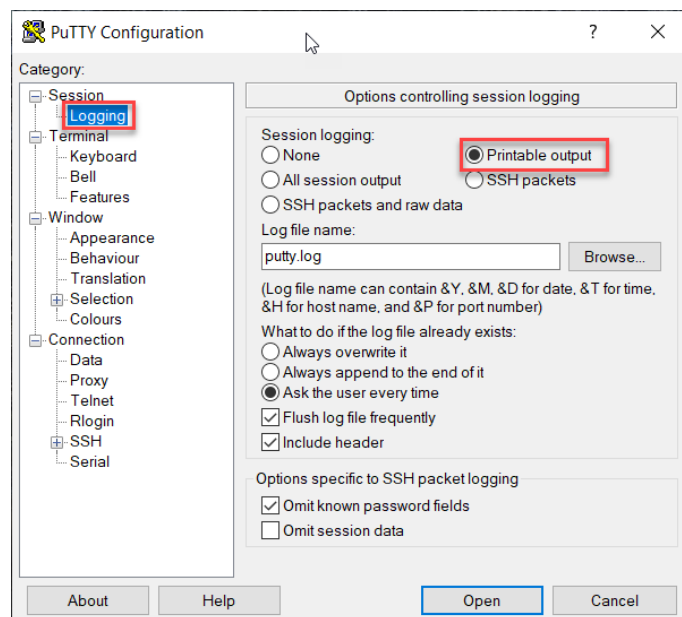 PuTTY Configuration
?
Category:
Session
Logging
Terminal
Keyboard
Bell
Features
Window
Appearance
Behaviour
Translation
Selection
Colours
Connection
Data
Proxy
Telnet
Rlogin
SSH
Serial
Options controlling session logging
Session logging:
None
Printable output
All session output
SSH packets
SSH packets and raw data
Log file name:
putty.log
Browse...
(Log file name can contain &Y, &M, &D for date, &T for time,
&H for host name, and &P for port number)
What to do if the log file already exists:
Always overwrite it
Always append to the end of it
Ask the user every time
Flush log file frequently
Include header
Options specific to SSH packet logging
Omit known password fields
Omit session data
About
Help
Open
Cancel